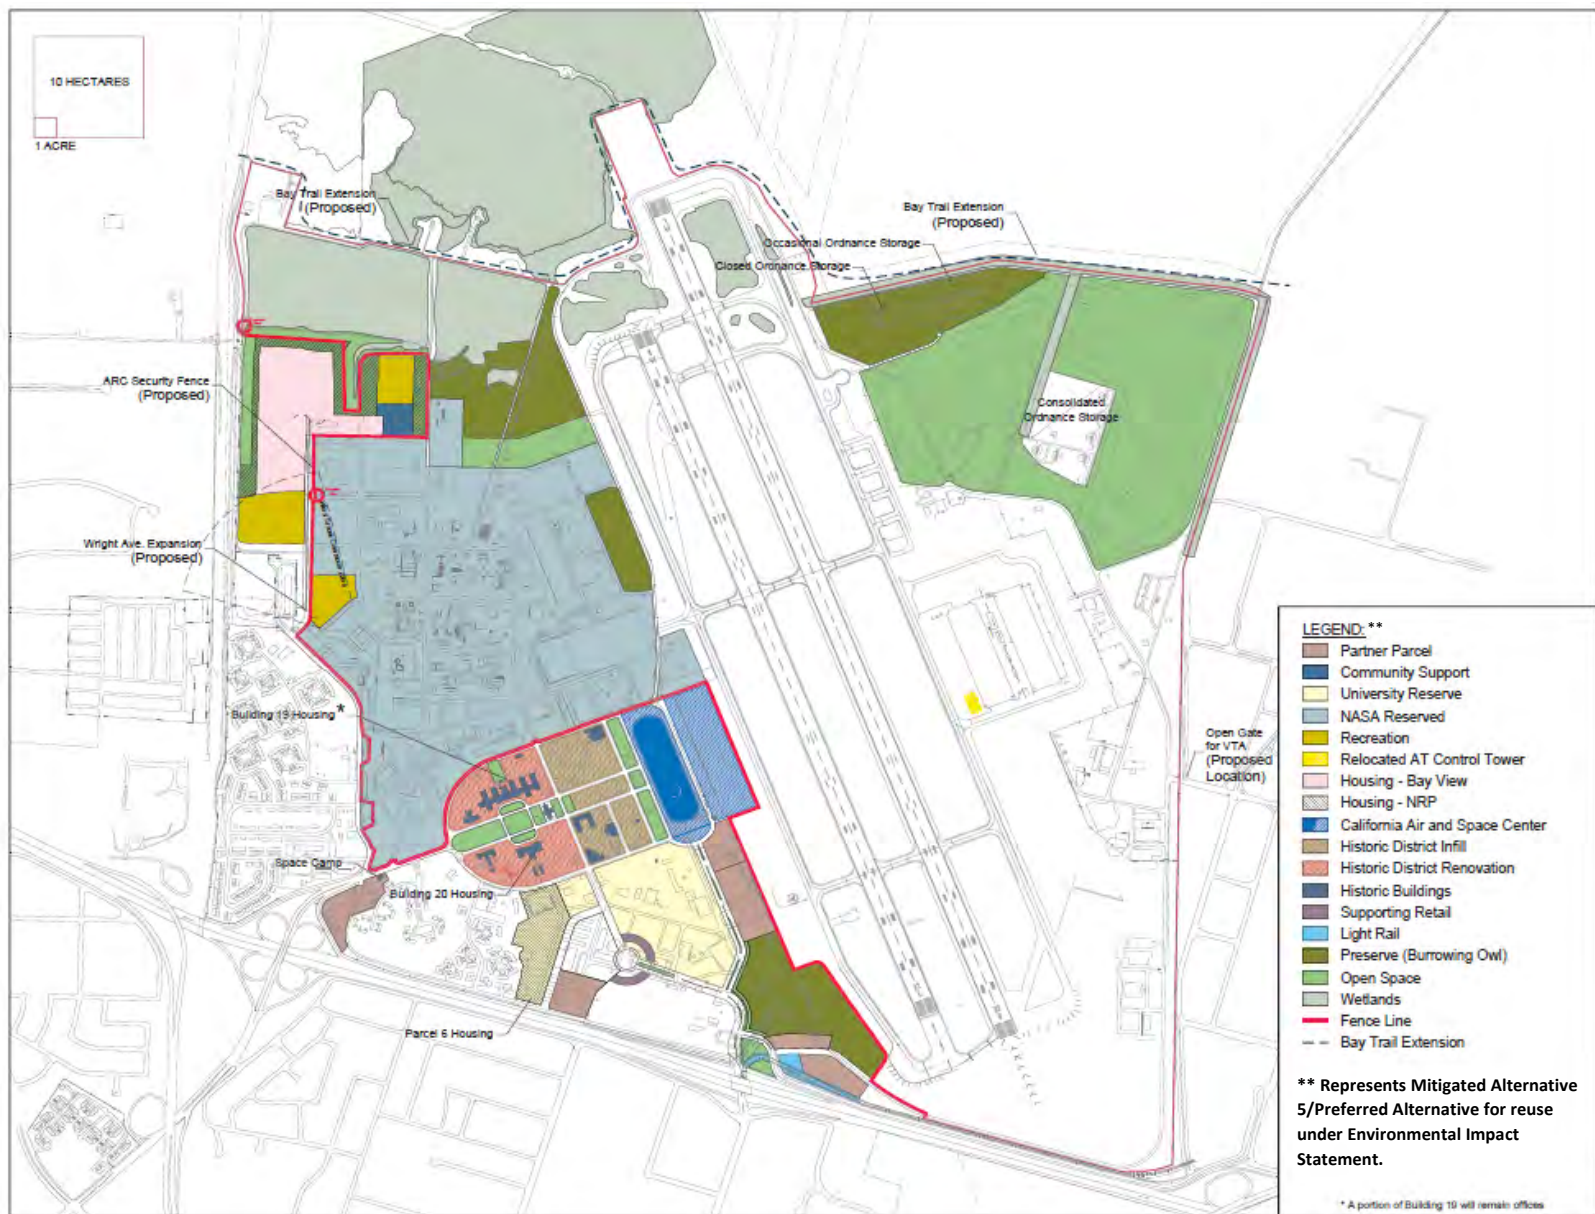 10 HECTARES
1 ACRE
Bay Trail Extension
(Proposed)
Bay Trail Extension
(Proposed)
Occasional Ordnance Storage
Closed Ordnance Storage
ARC Security Fence
(Proposed)
Consolidated
Ordnance Storage
Wright Ave. Expansion
(Proposed)
Building 19 Housing *
Open Gate
for VTA
(Proposed
Location)
Space Camp
Building 20 Housing
Parcel 6 Housing
LEGEND: **
Partner Parcel
Community Support
University Reserve
NASA Reserved
Recreation
Relocated AT Control Tower
Housing - Bay View
Housing - NRP
California Air and Space Center
Historic District Infill
Historic District Renovation
Historic Buildings
Supporting Retail
Light Rail
Preserve (Burrowing Owl)
Open Space
Wetlands
Fence Line
Bay Trail Extension
** Represents Mitigated Alternative
5/Preferred Alternative for reuse
under Environmental Impact
Statement.
* A portion of Building 19 will remain offices